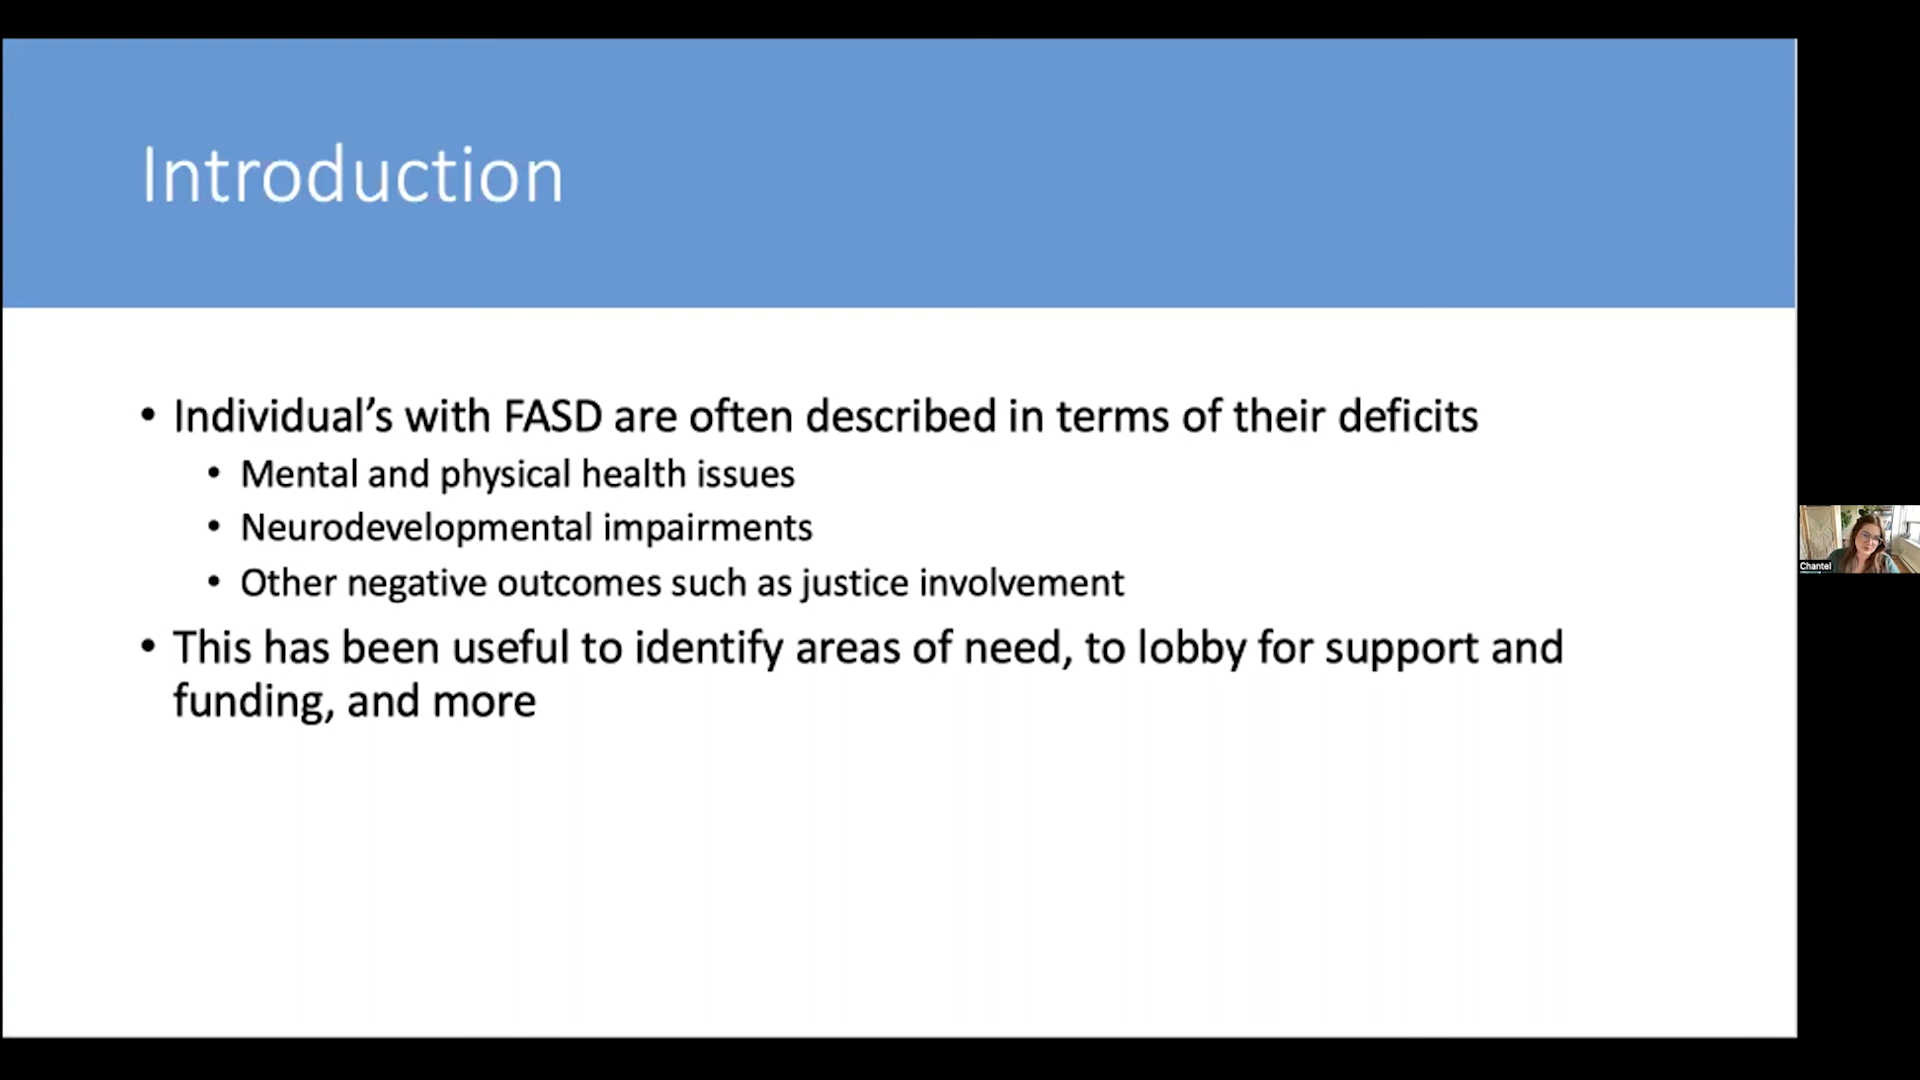 Introduction
• Individual’s with FASD are often described in terms of their deficits
• Mental and physical health issues
• Neurodevelopmental impairments
• Other negative outcomes such as justice involvement
• This has been useful to identify areas of need, to lobby for support and
funding, and more
Chantel